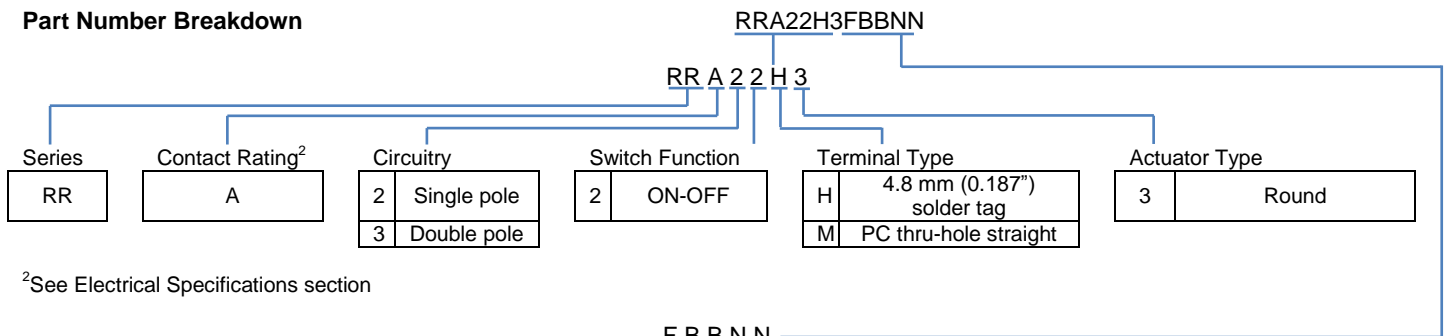 Part Number Breakdown
RRA22H3FBBNN
RR A 2 2 H 3
Series
Contact Rating2
Circuitry
Switch Function
Terminal Type
Actuator Type
RR
A
2 Single pole
3 Double pole
2 ON-OFF
H 4.8 mm (0.187”)
solder tag
M PC thru-hole straight
3 Round
2See Electrical Specifications section
F B B N N